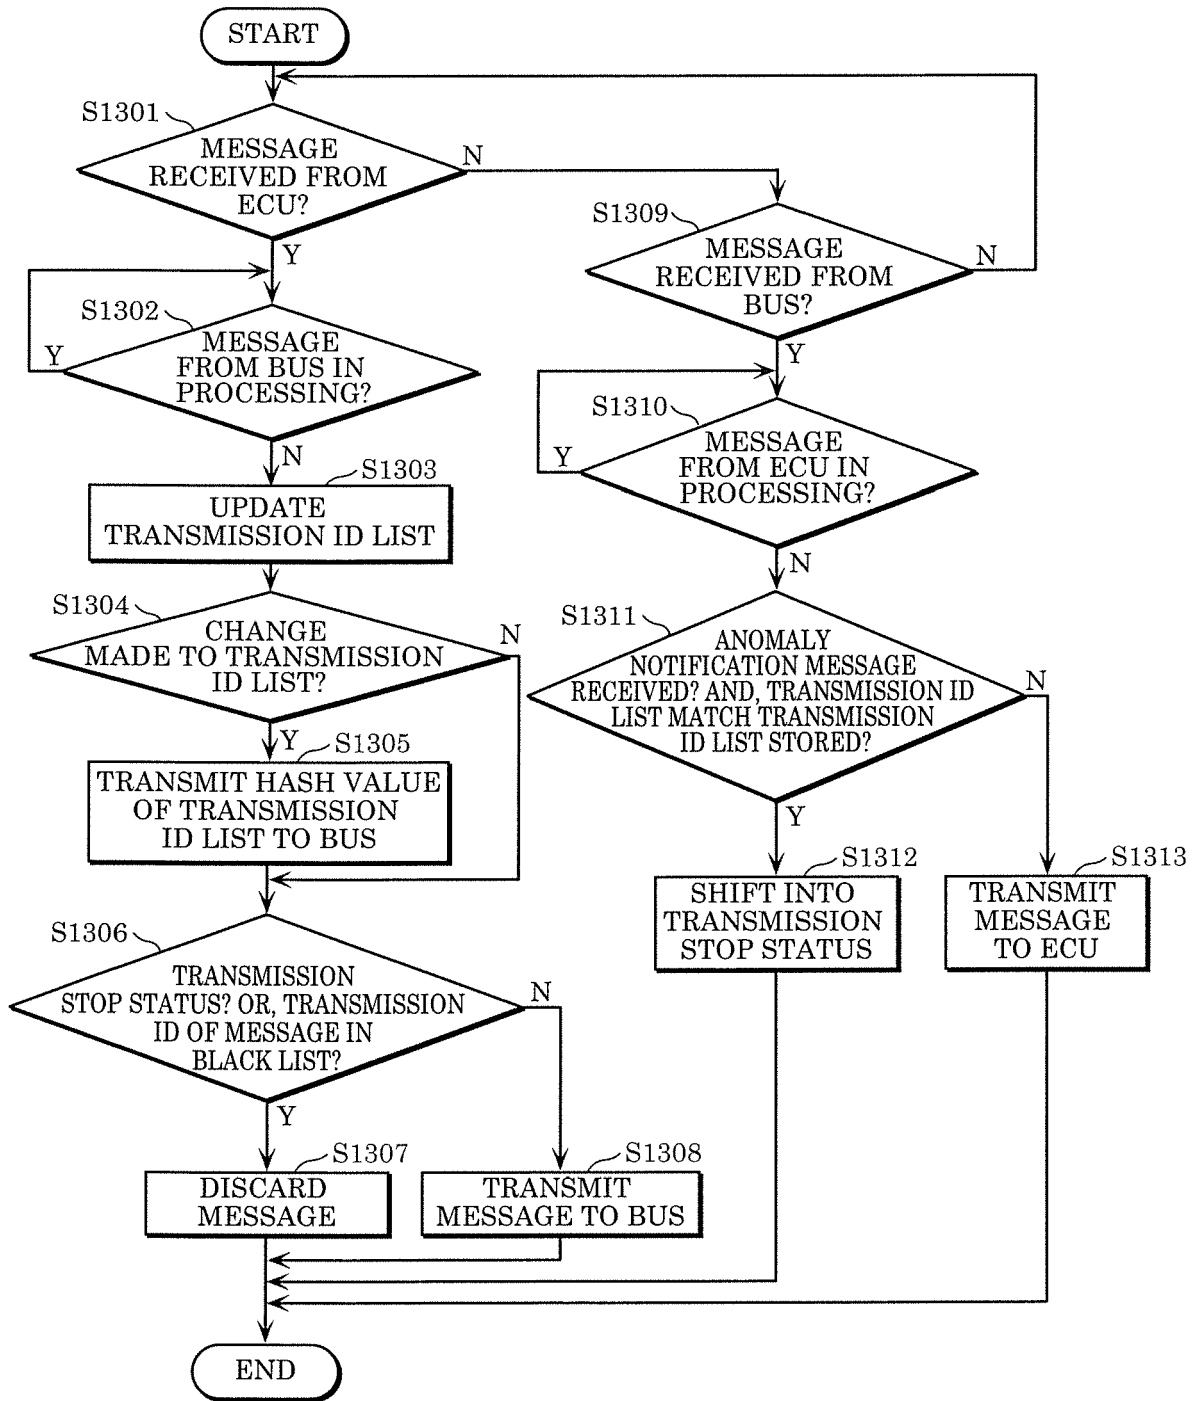 START
S1301
MESSAGE
RECEIVED FROM
ECU?
N
Y
S1302
MESSAGE
FROM BUS IN
PROCESSING?
Y
N
S1303
UPDATE
TRANSMISSION ID LIST
S1304
CHANGE
MADE TO TRANSMISSION
ID LIST?
N
Y
S1305
TRANSMIT HASH VALUE
OF TRANSMISSION
ID LIST TO BUS
S1306
TRANSMISSION
STOP STATUS? OR, TRANSMISSION
ID OF MESSAGE IN
BLACK LIST?
N
Y
S1307
DISCARD
MESSAGE
S1308
TRANSMIT
MESSAGE TO BUS
S1309
MESSAGE
RECEIVED FROM
BUS?
N
Y
S1310
MESSAGE
FROM ECU IN
PROCESSING?
Y
N
S1311
ANOMALY
NOTIFICATION MESSAGE
RECEIVED? AND, TRANSMISSION ID
LIST MATCH TRANSMISSION
ID LIST STORED?
N
Y
S1312
SHIFT INTO
TRANSMISSION
STOP STATUS
S1313
TRANSMIT
MESSAGE
TO ECU
END